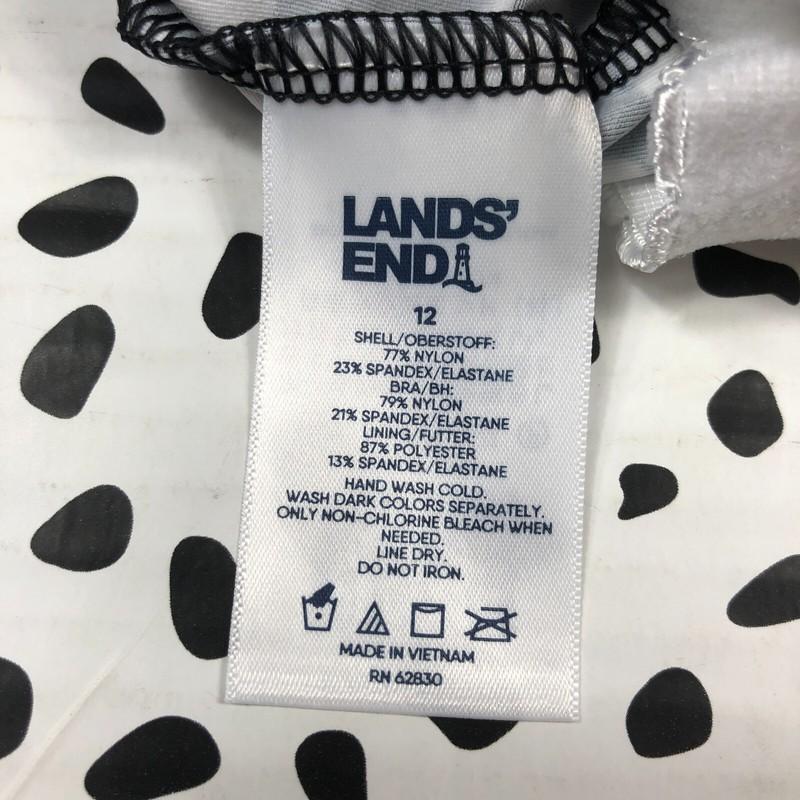 LANDS'
END
12
SHELL/OBERSTOFF:
77% NYLON
23% SPANDEX/ELASTANE
BRA/BH:
79% NYLON
21% SPANDEX/ELASTANE
LINING/FUTTER:
87% POLYESTER
13% SPANDEX/ELASTANE
HAND WASH COLD.
WASH DARK COLORS SEPARATELY.
ONLY NON-CHLORINE BLEACH WHEN
NEEDED.
LINE DRY.
DO NOT IRON.
MADE IN VIETNAM
RN 62830